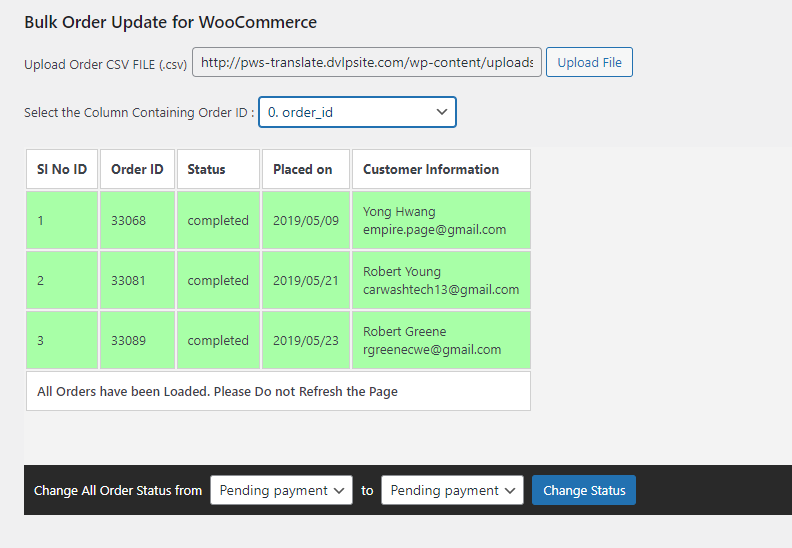 Bulk Order Update for WooCommerce
Upload Order CSV FILE (.csv) http://pws-translate.dvlpsite.com/wp-content/uploads Upload File
Select the Column Containing Order ID : 0. order_id
Sl No ID Order ID Status Placed on Customer Information
1 33068 completed 2019/05/09 Yong Hwang
empire.page@gmail.com
2 33081 completed 2019/05/21 Robert Young
carwashtech13@gmail.com
3 33089 completed 2019/05/23 Robert Greene
rgreenecwe@gmail.com
All Orders have been Loaded. Please Do not Refresh the Page
Change All Order Status from Pending payment to Pending payment Change Status